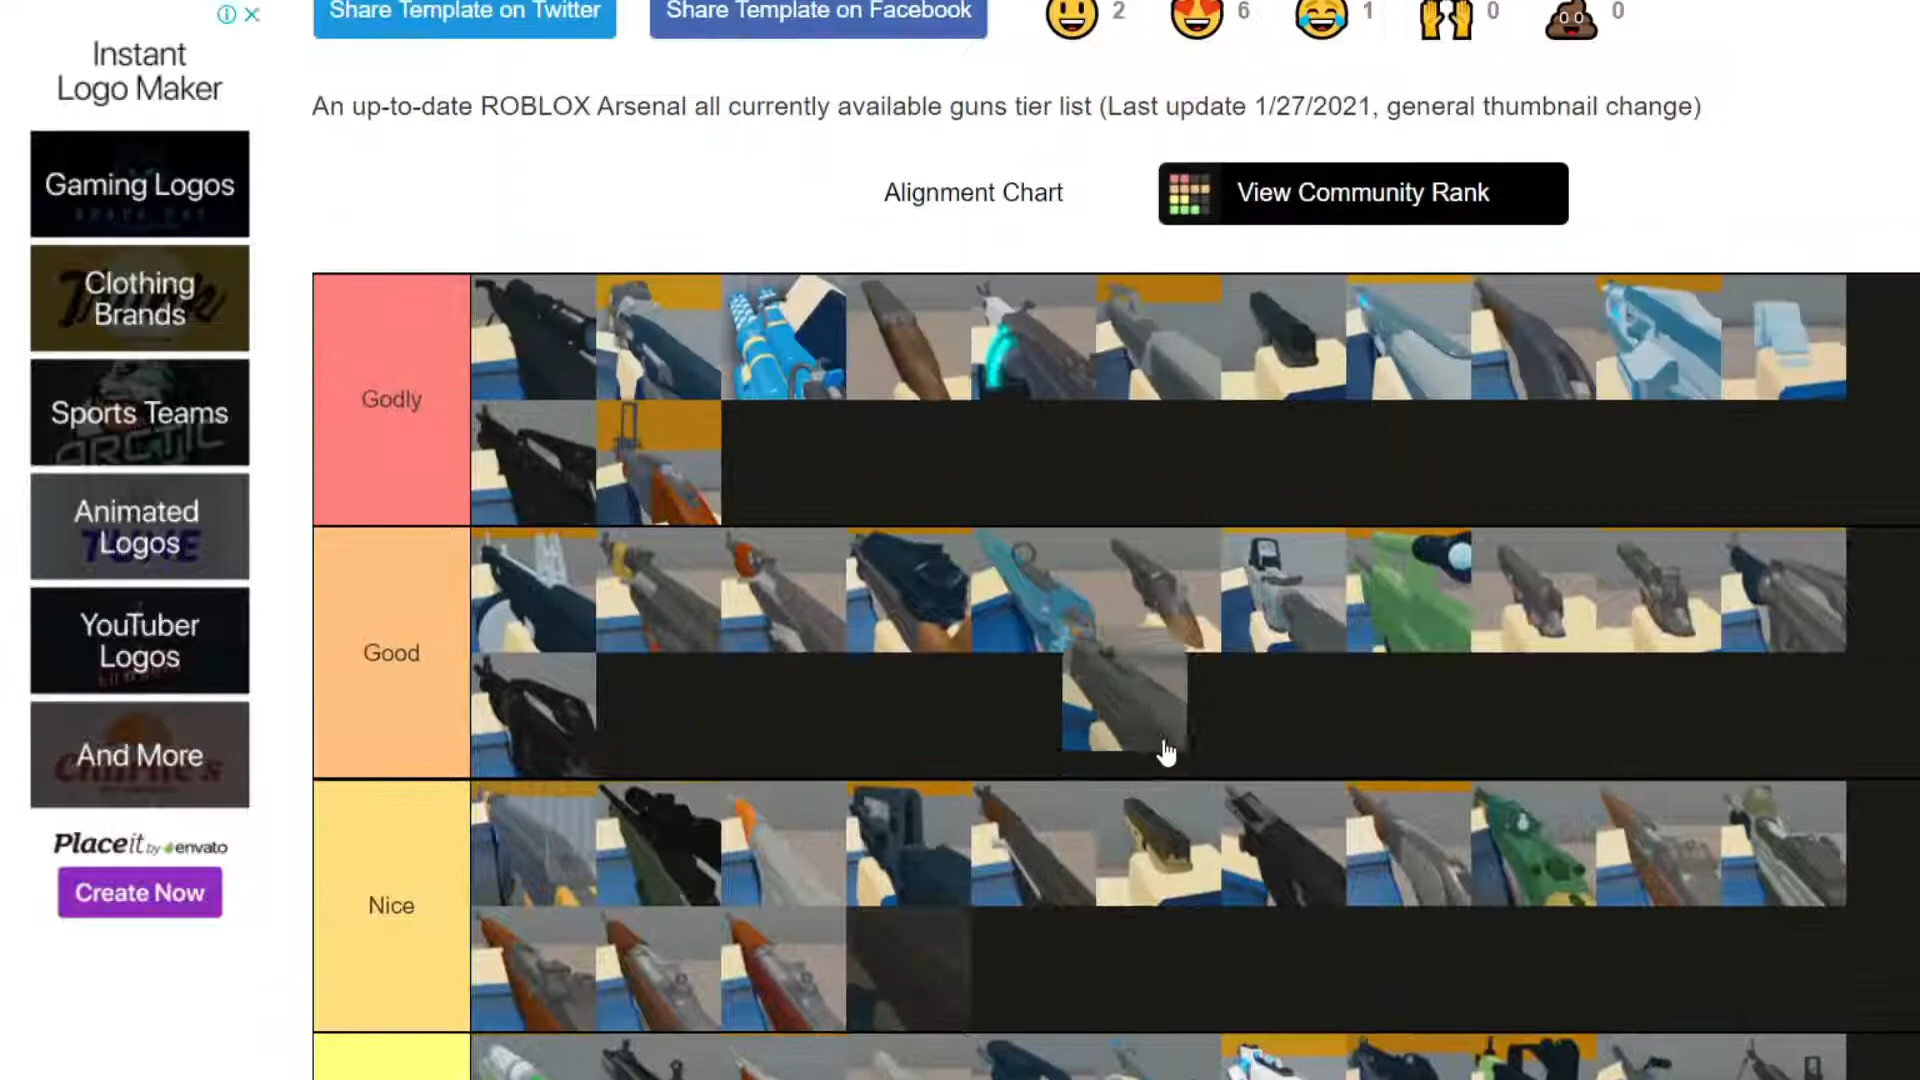 Share Template on Twitter
Share Template on Facebook
2
6
1
0
0
Instant
Logo Maker
Gaming Logos
Clothing
Brands
Sports Teams
ARCTIC
Animated
Logos
YouTuber
Logos
And More
Placeit by envato
Create Now
An up-to-date ROBLOX Arsenal all currently available guns tier list (Last update 1/27/2021, general thumbnail change)
Alignment Chart
View Community Rank
Godly
Good
Nice